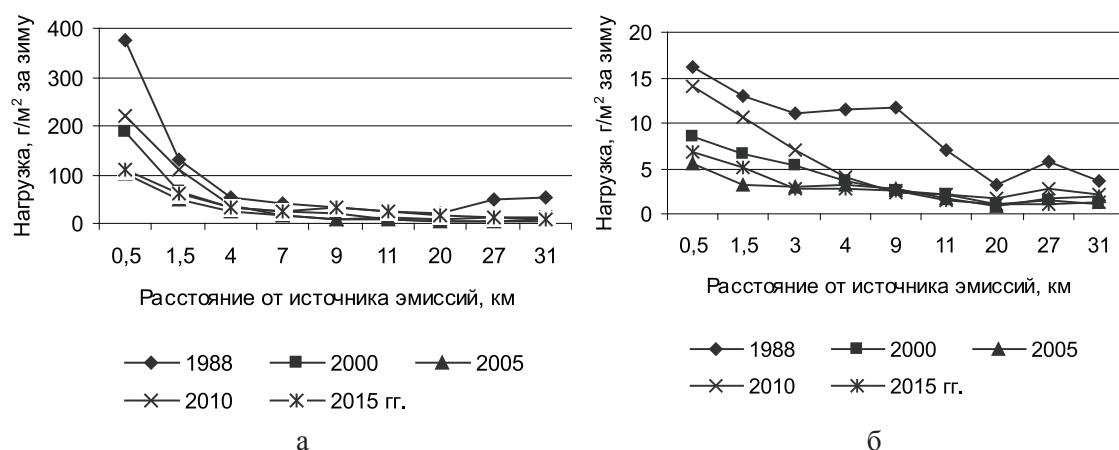 Нагрузка, г/м² за зиму
400
300
200
100
0
0,5 1,5 4 7 9 11 20 27 31
Расстояние от источника эмиссий, км
1988 2000 2005
2010 2015 гг.
а
Нагрузка, г/м² за зиму
20
15
10
5
0
0,5 1,5 3 4 9 11 20 27 31
Расстояние от источника эмиссий, км
1988 2000 2005
2010 2015 гг.
б